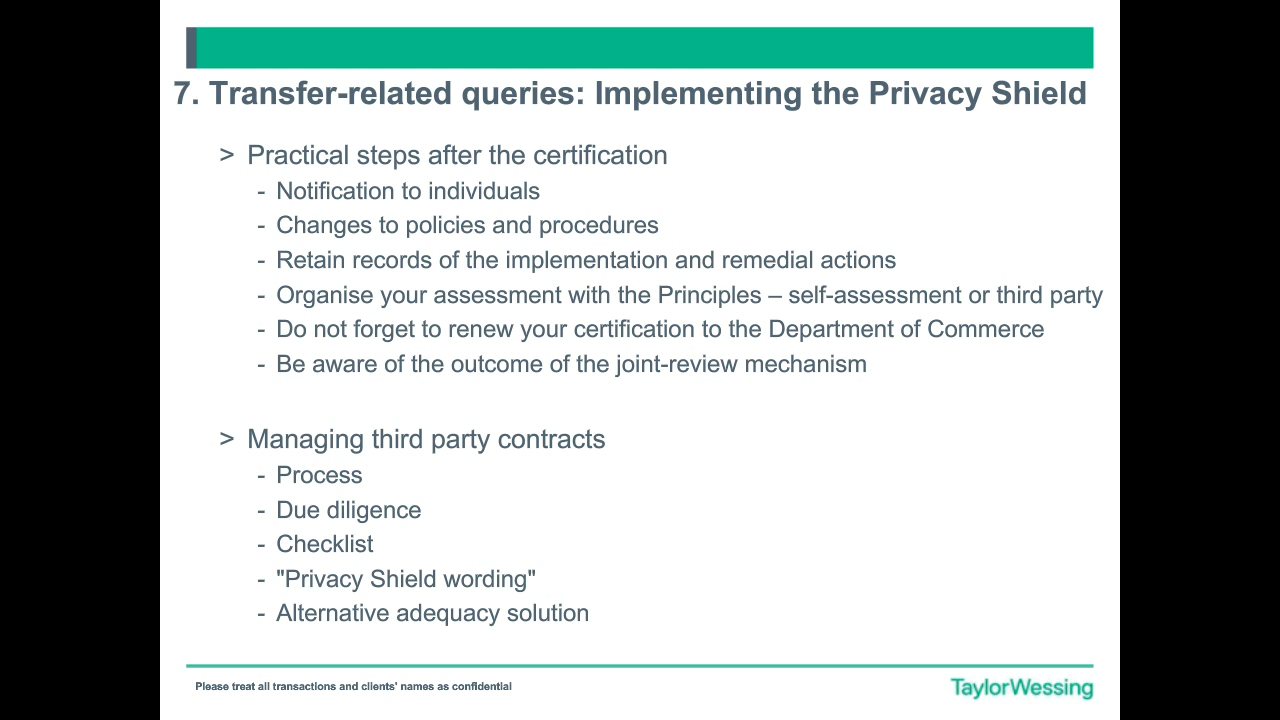 7. Transfer-related queries: Implementing the Privacy Shield
> Practical steps after the certification
- Notification to individuals
- Changes to policies and procedures
- Retain records of the implementation and remedial actions
- Organise your assessment with the Principles – self-assessment or third party
- Do not forget to renew your certification to the Department of Commerce
- Be aware of the outcome of the joint-review mechanism
> Managing third party contracts
- Process
- Due diligence
- Checklist
- "Privacy Shield wording"
- Alternative adequacy solution
Please treat all transactions and clients' names as confidential
TaylorWessing